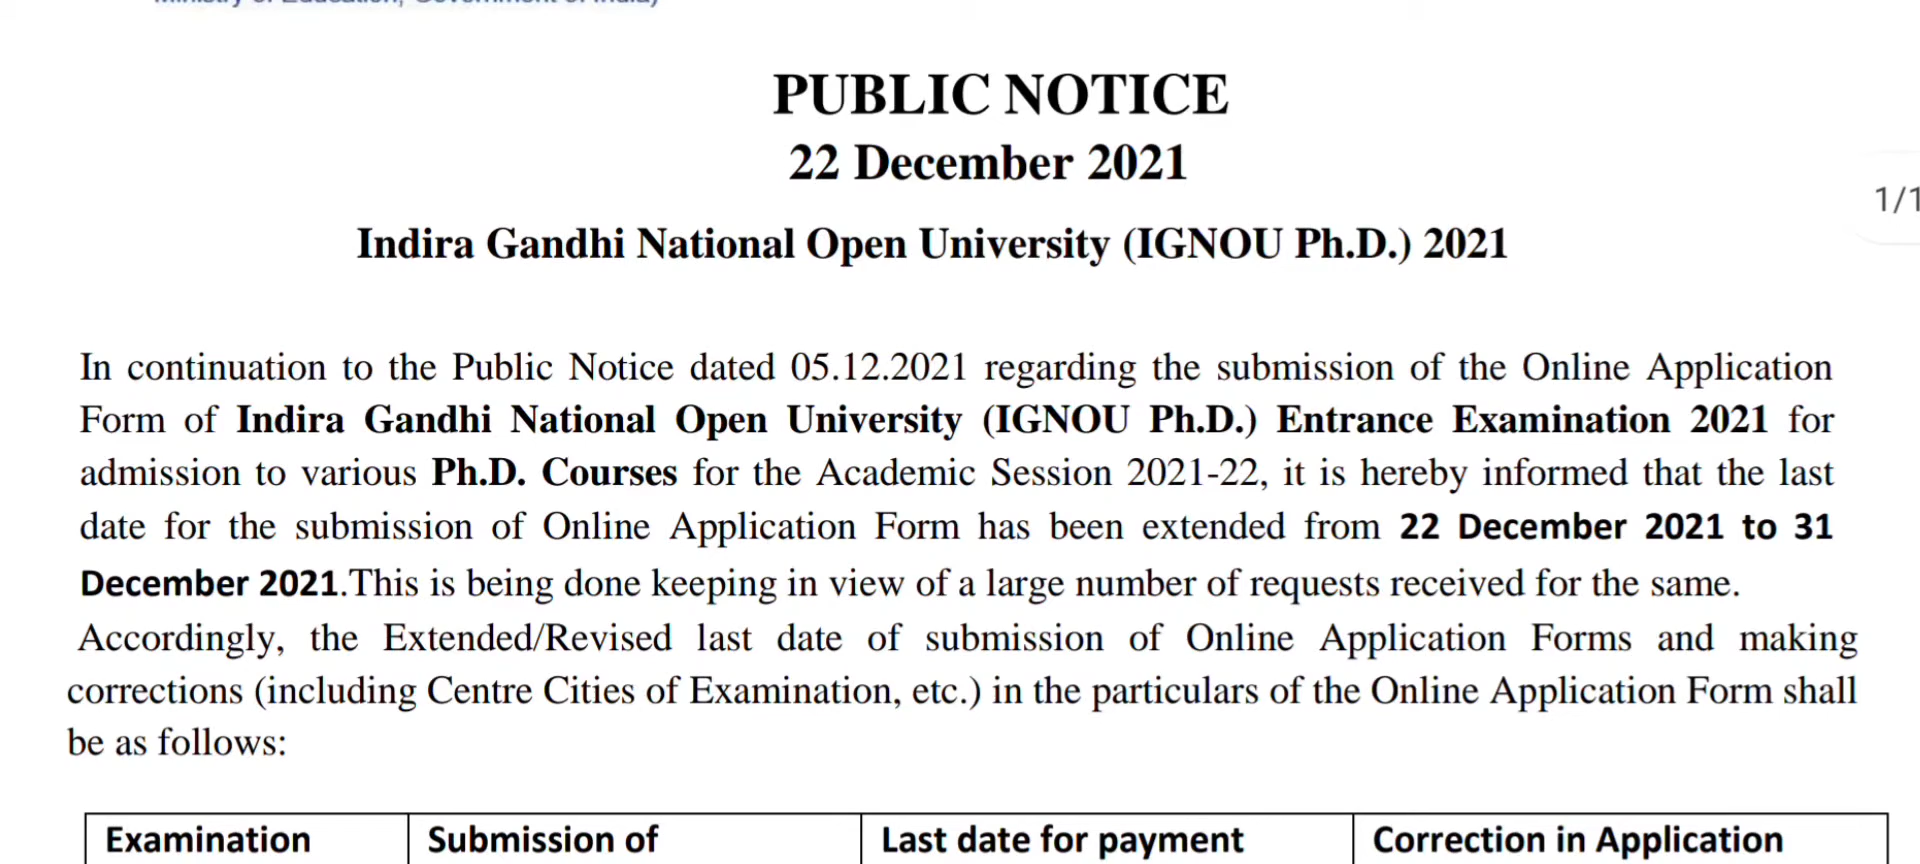 Ministry of Education, Government of India)
PUBLIC NOTICE
22 December 2021
1/1
Indira Gandhi National Open University (IGNOU Ph.D.) 2021
In continuation to the Public Notice dated 05.12.2021 regarding the submission of the Online Application
Form of Indira Gandhi National Open University (IGNOU Ph.D.) Entrance Examination 2021 for
admission to various Ph.D. Courses for the Academic Session 2021-22, it is hereby informed that the last
date for the submission of Online Application Form has been extended from 22 December 2021 to 31
December 2021.This is being done keeping in view of a large number of requests received for the same.
Accordingly, the Extended/Revised last date of submission of Online Application Forms and making
corrections (including Centre Cities of Examination, etc.) in the particulars of the Online Application Form shall
be as follows:
Examination Submission of Last date for payment Correction in Application